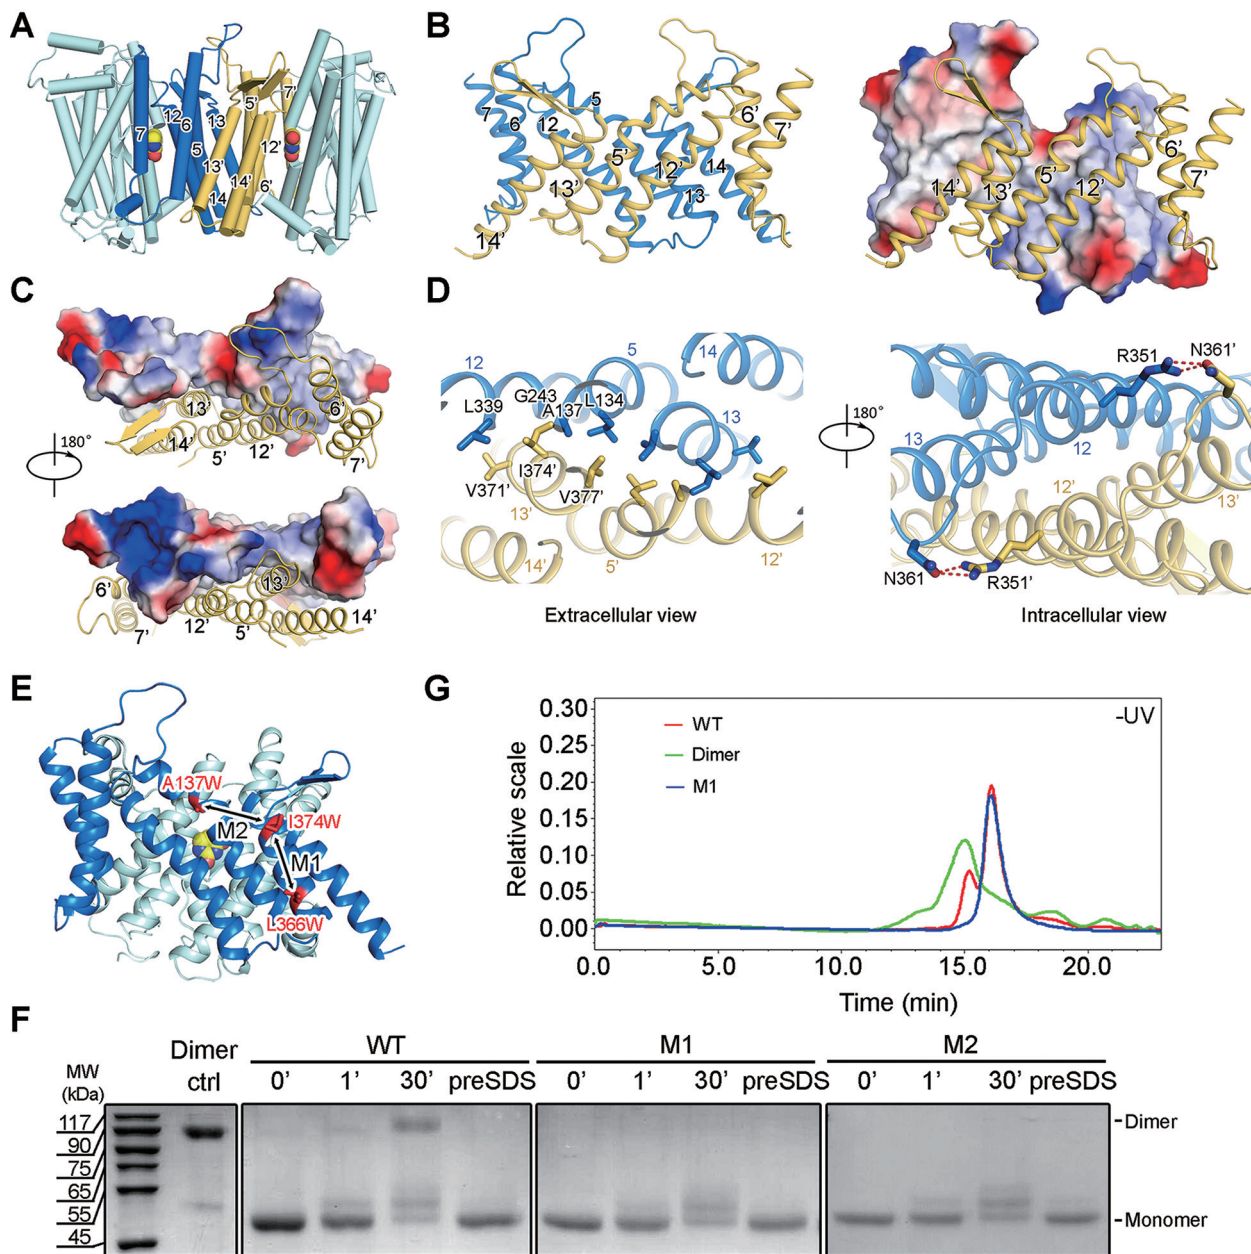 A
7
12
6
13
5'
7'
5
12'
13'
14'
14
6'
B
7
6
12
5
5'
6'
7'
12'
14
13'
13
14'
14'
13'
5'
12'
6'
7'
C
13'
6'
14'
5'
12'
7'
180°
6'
13'
7'
12'
5'
14'
D
12
5
14
L339
G243
A137
L134
13
I374'
V371'
V377'
13'
14'
5'
12'
Extracellular view
180°
R351
N361'
13
12
12'
13'
N361
R351'
Intracellular view
E
A137W
M2
I374W
M1
L366W
G
-UV
WT
Dimer
M1
Relative scale
0.30
0.25
0.20
0.15
0.10
0.05
0.00
0.0 5.0 10.0 15.0 20.0
Time (min)
F
MW
(kDa)
Dimer
ctrl
WT
M1
M2
0' 1' 30' preSDS
0' 1' 30' preSDS
0' 1' 30' preSDS
117
90
75
65
55
45
Dimer
Monomer